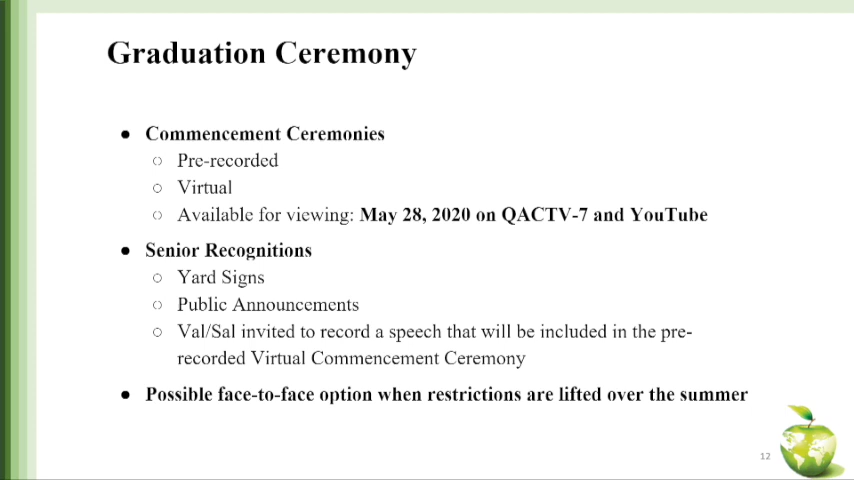 Graduation Ceremony
● Commencement Ceremonies
○ Pre-recorded
○ Virtual
○ Available for viewing: May 28, 2020 on QACTV-7 and YouTube
● Senior Recognitions
○ Yard Signs
○ Public Announcements
○ Val/Sal invited to record a speech that will be included in the pre-
recorded Virtual Commencement Ceremony
● Possible face-to-face option when restrictions are lifted over the summer
12